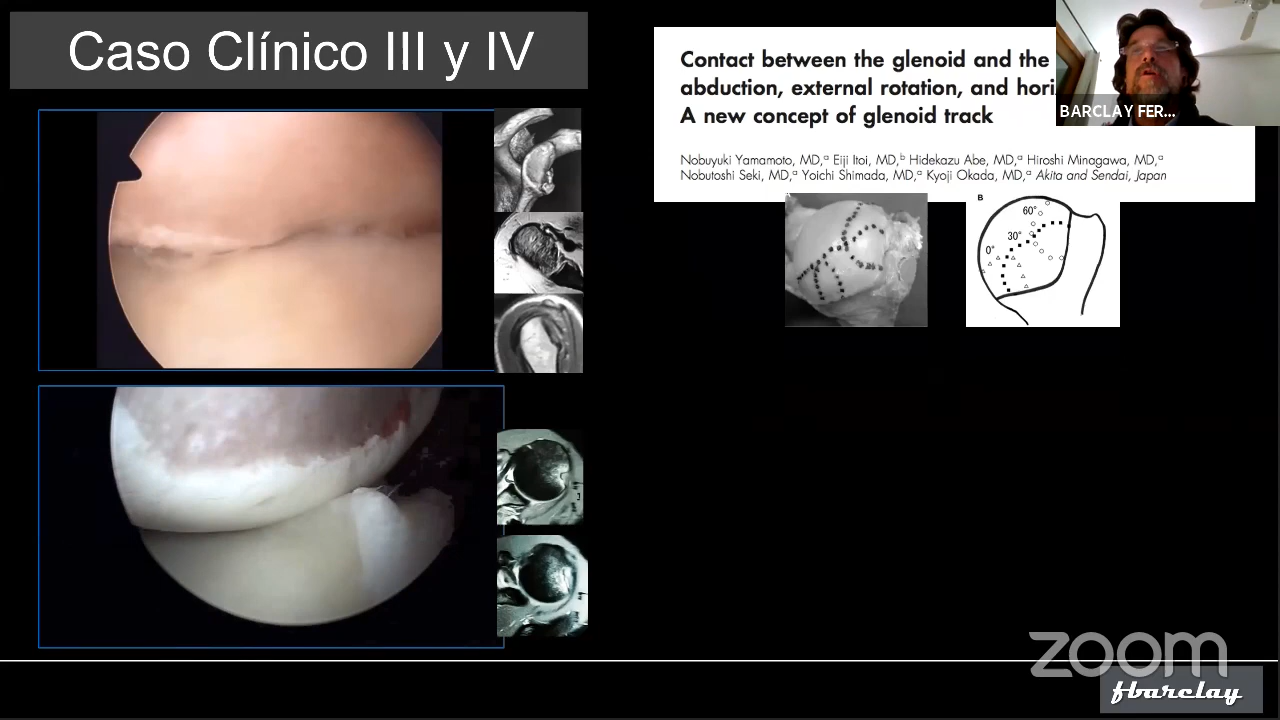 Caso Clínico III y IV
Contact between the glenoid and the
abduction, external rotation, and hori
A new concept of glenoid track
Nobuyuki Yamamoto, MD,ᵃ Eiji Itoi, MD,ᵇ Hidekazu Abe, MD,ᵃ Hiroshi Minagawa, MD,ᵃ
Nobutoshi Seki, MD,ᵃ Yoichi Shimada, MD,ᵃ Kyoji Okada, MD,ᵃ Akita and Sendai, Japan
BARCLAY FER...
B
60°
30°
0°
zoom
fbarclay